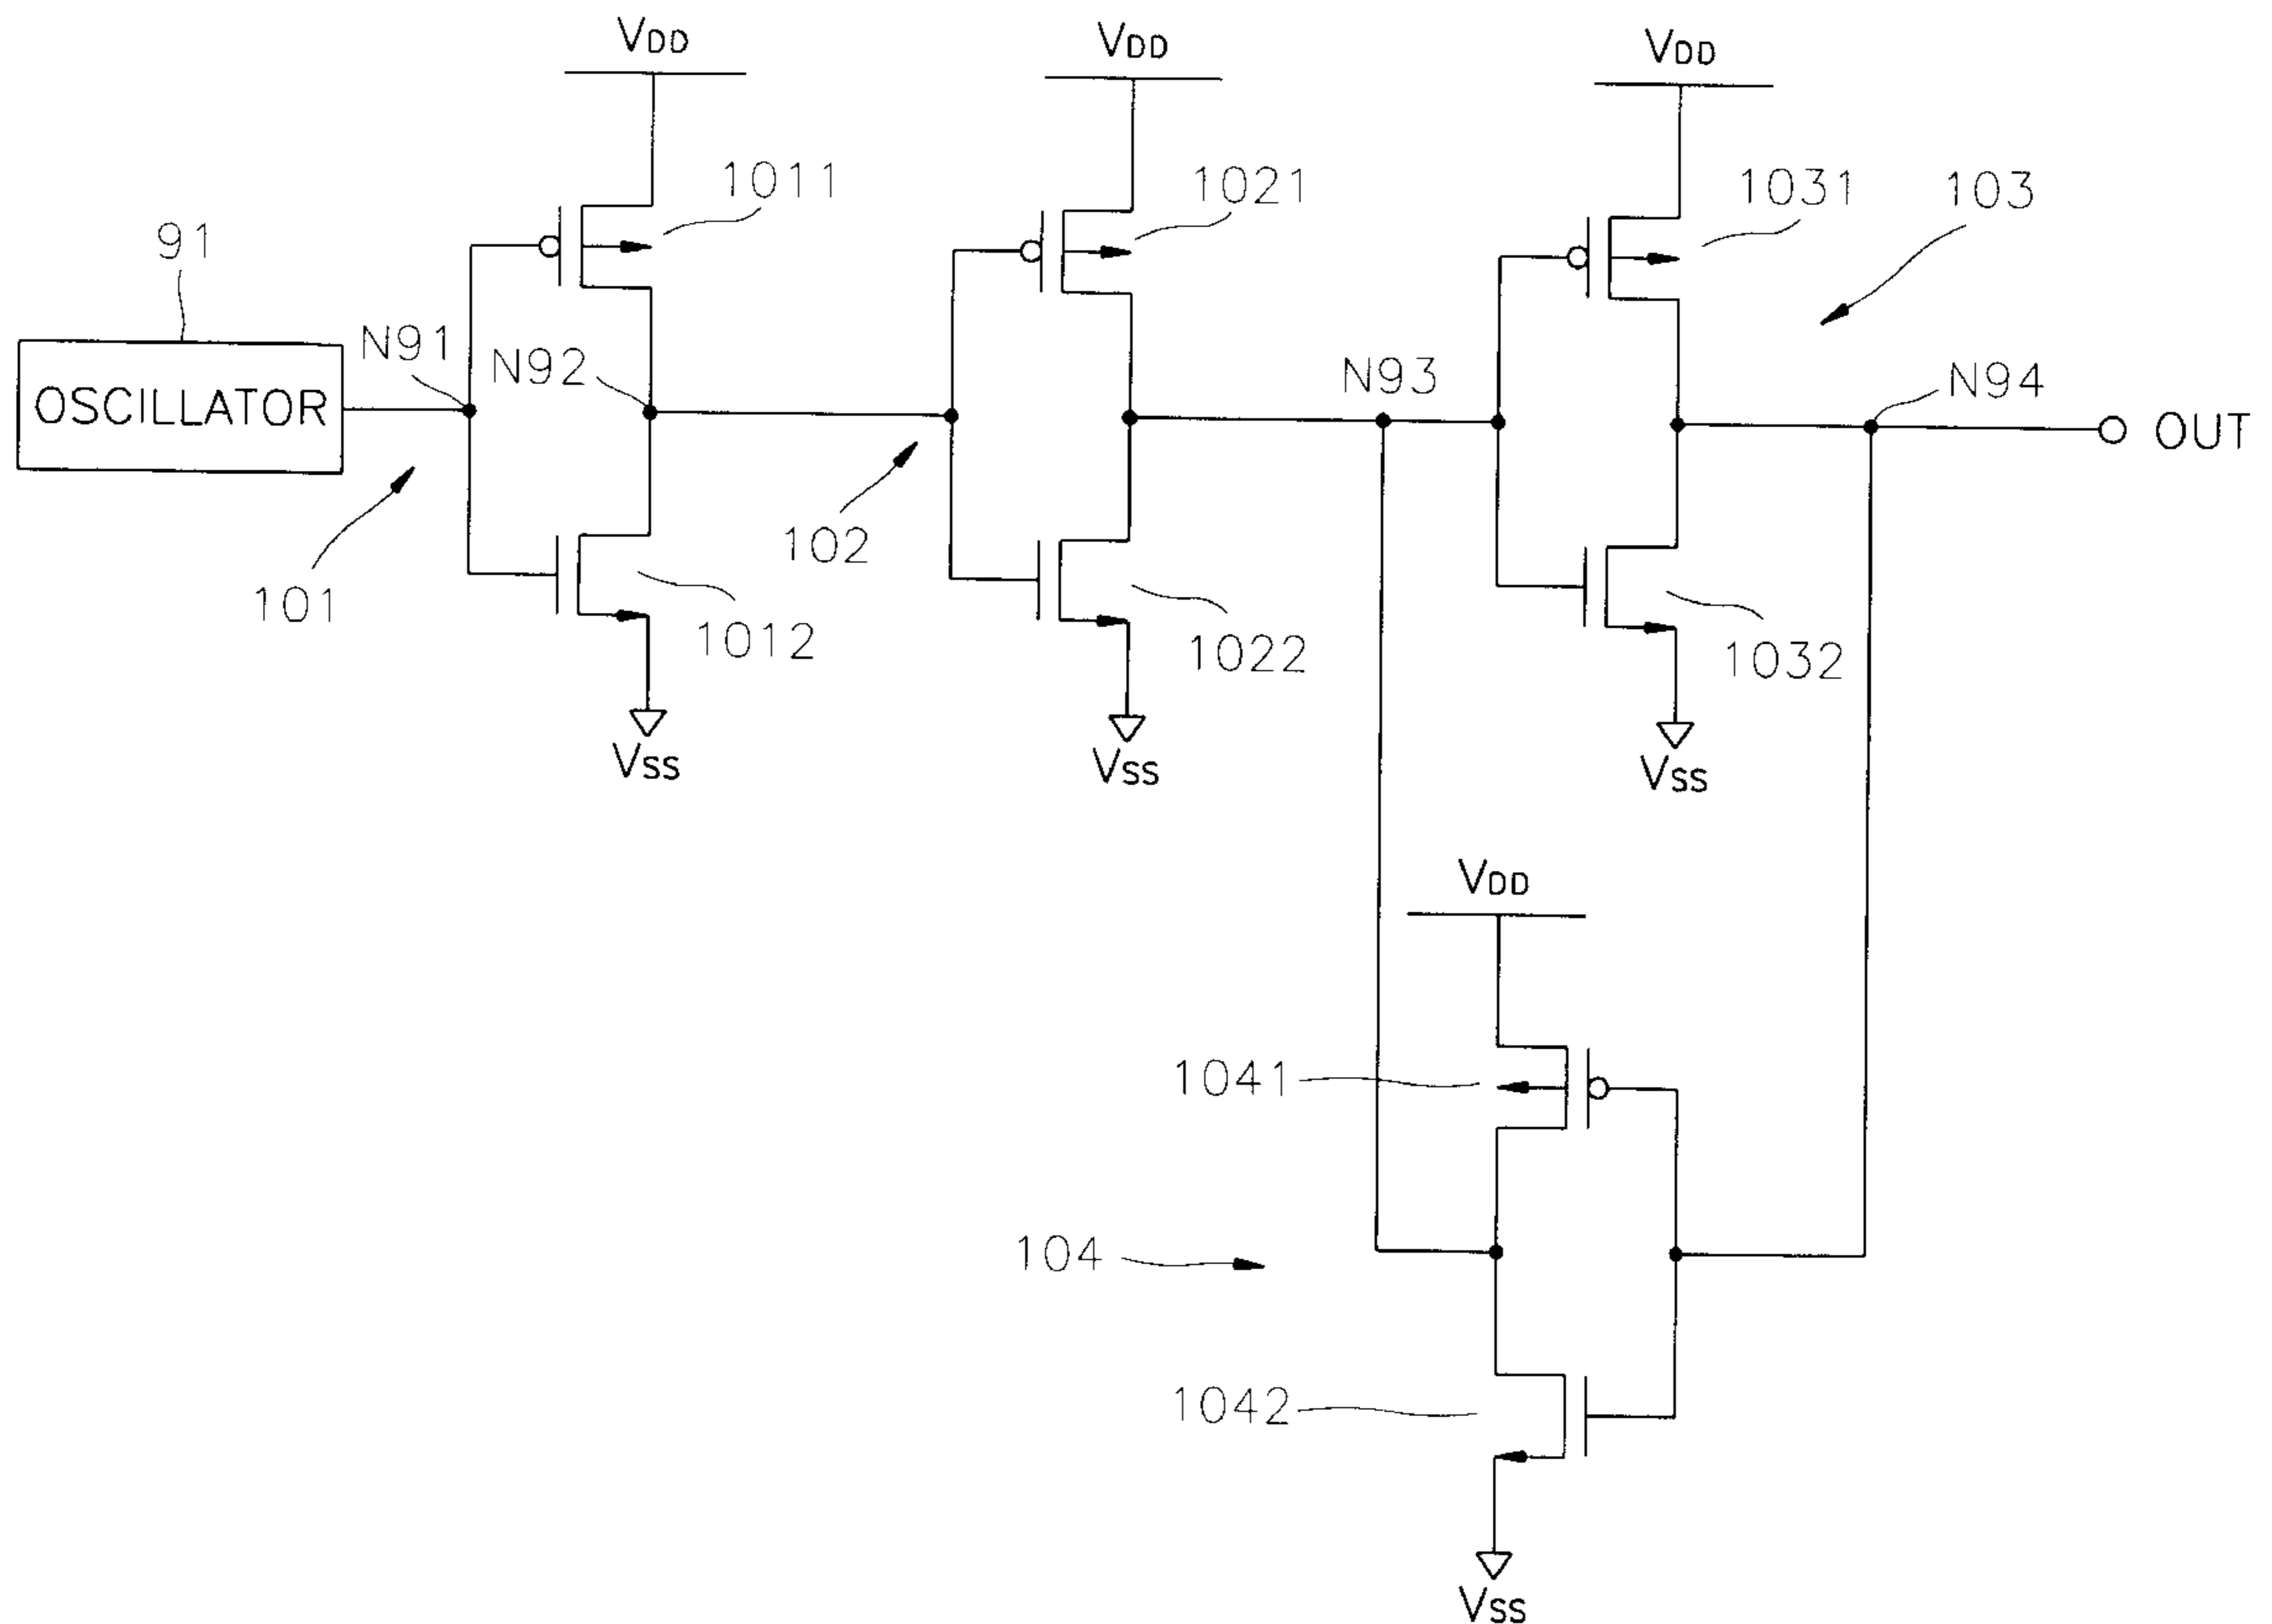 VDD
VDD
VDD
1011
1021
1031
103
91
N91
N92
N93
N94
OSCILLATOR
OUT
102
101
1012
1022
1032
VSS
VSS
VSS
VDD
1041
104
1042
VSS